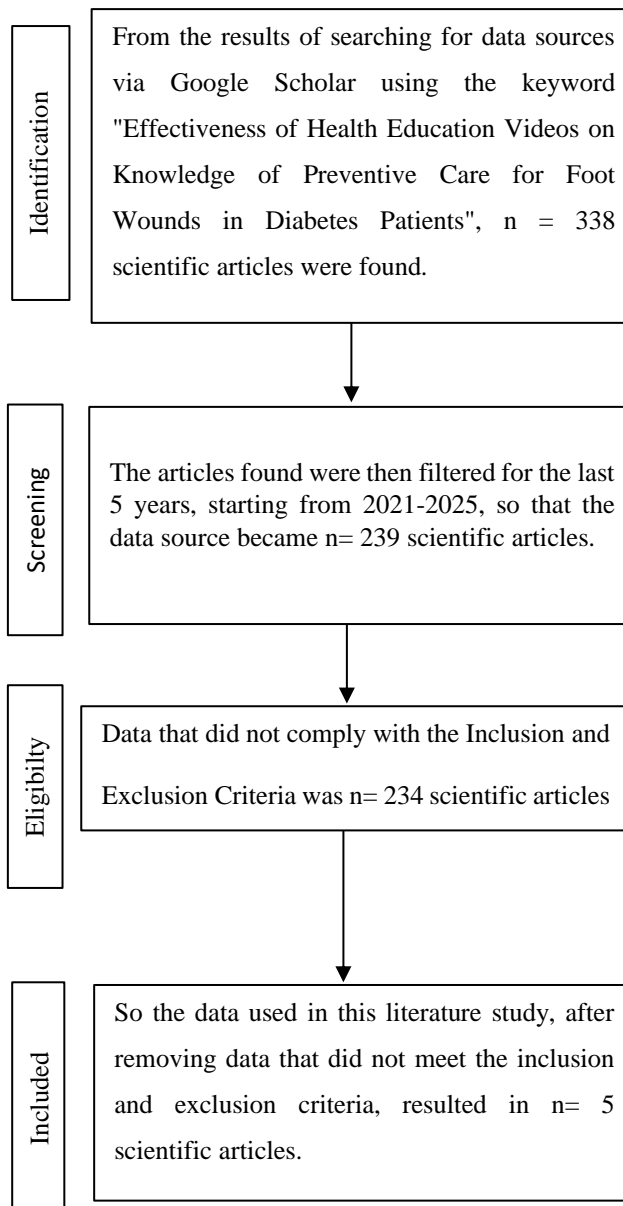 Identification
From the results of searching for data sources
via Google Scholar using the keyword
"Effectiveness of Health Education Videos on
Knowledge of Preventive Care for Foot
Wounds in Diabetes Patients", n = 338
scientific articles were found.
Screening
The articles found were then filtered for the last
5 years, starting from 2021-2025, so that the
data source became n= 239 scientific articles.
Eligibilty
Data that did not comply with the Inclusion and
Exclusion Criteria was n= 234 scientific articles
Included
So the data used in this literature study, after
removing data that did not meet the inclusion
and exclusion criteria, resulted in n= 5
scientific articles.